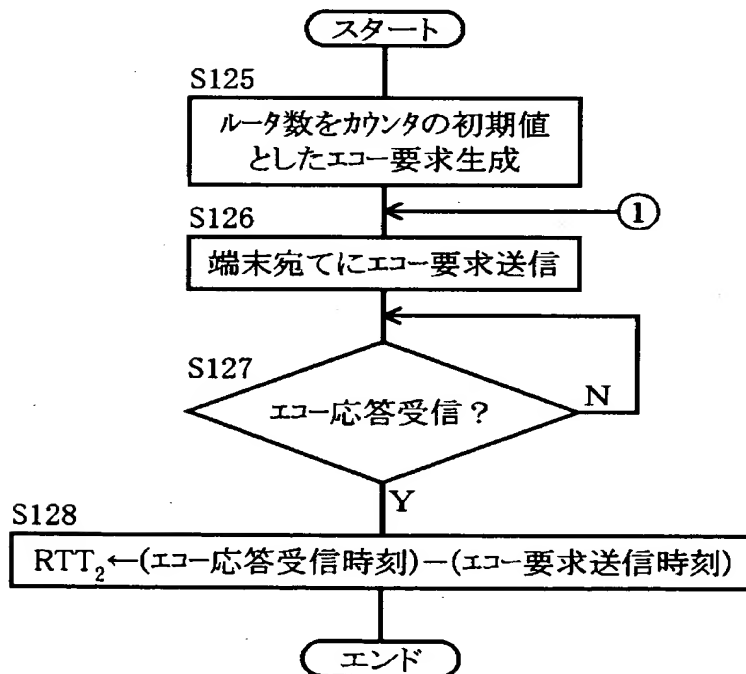 スタート
S125
ルータ数をカウンタの初期値
としたエコー要求生成
①
S126
端末宛てにエコー要求送信
S127
エコー応答受信？
N
Y
S128
RTT₂←(エコー応答受信時刻)−(エコー要求送信時刻)
エンド